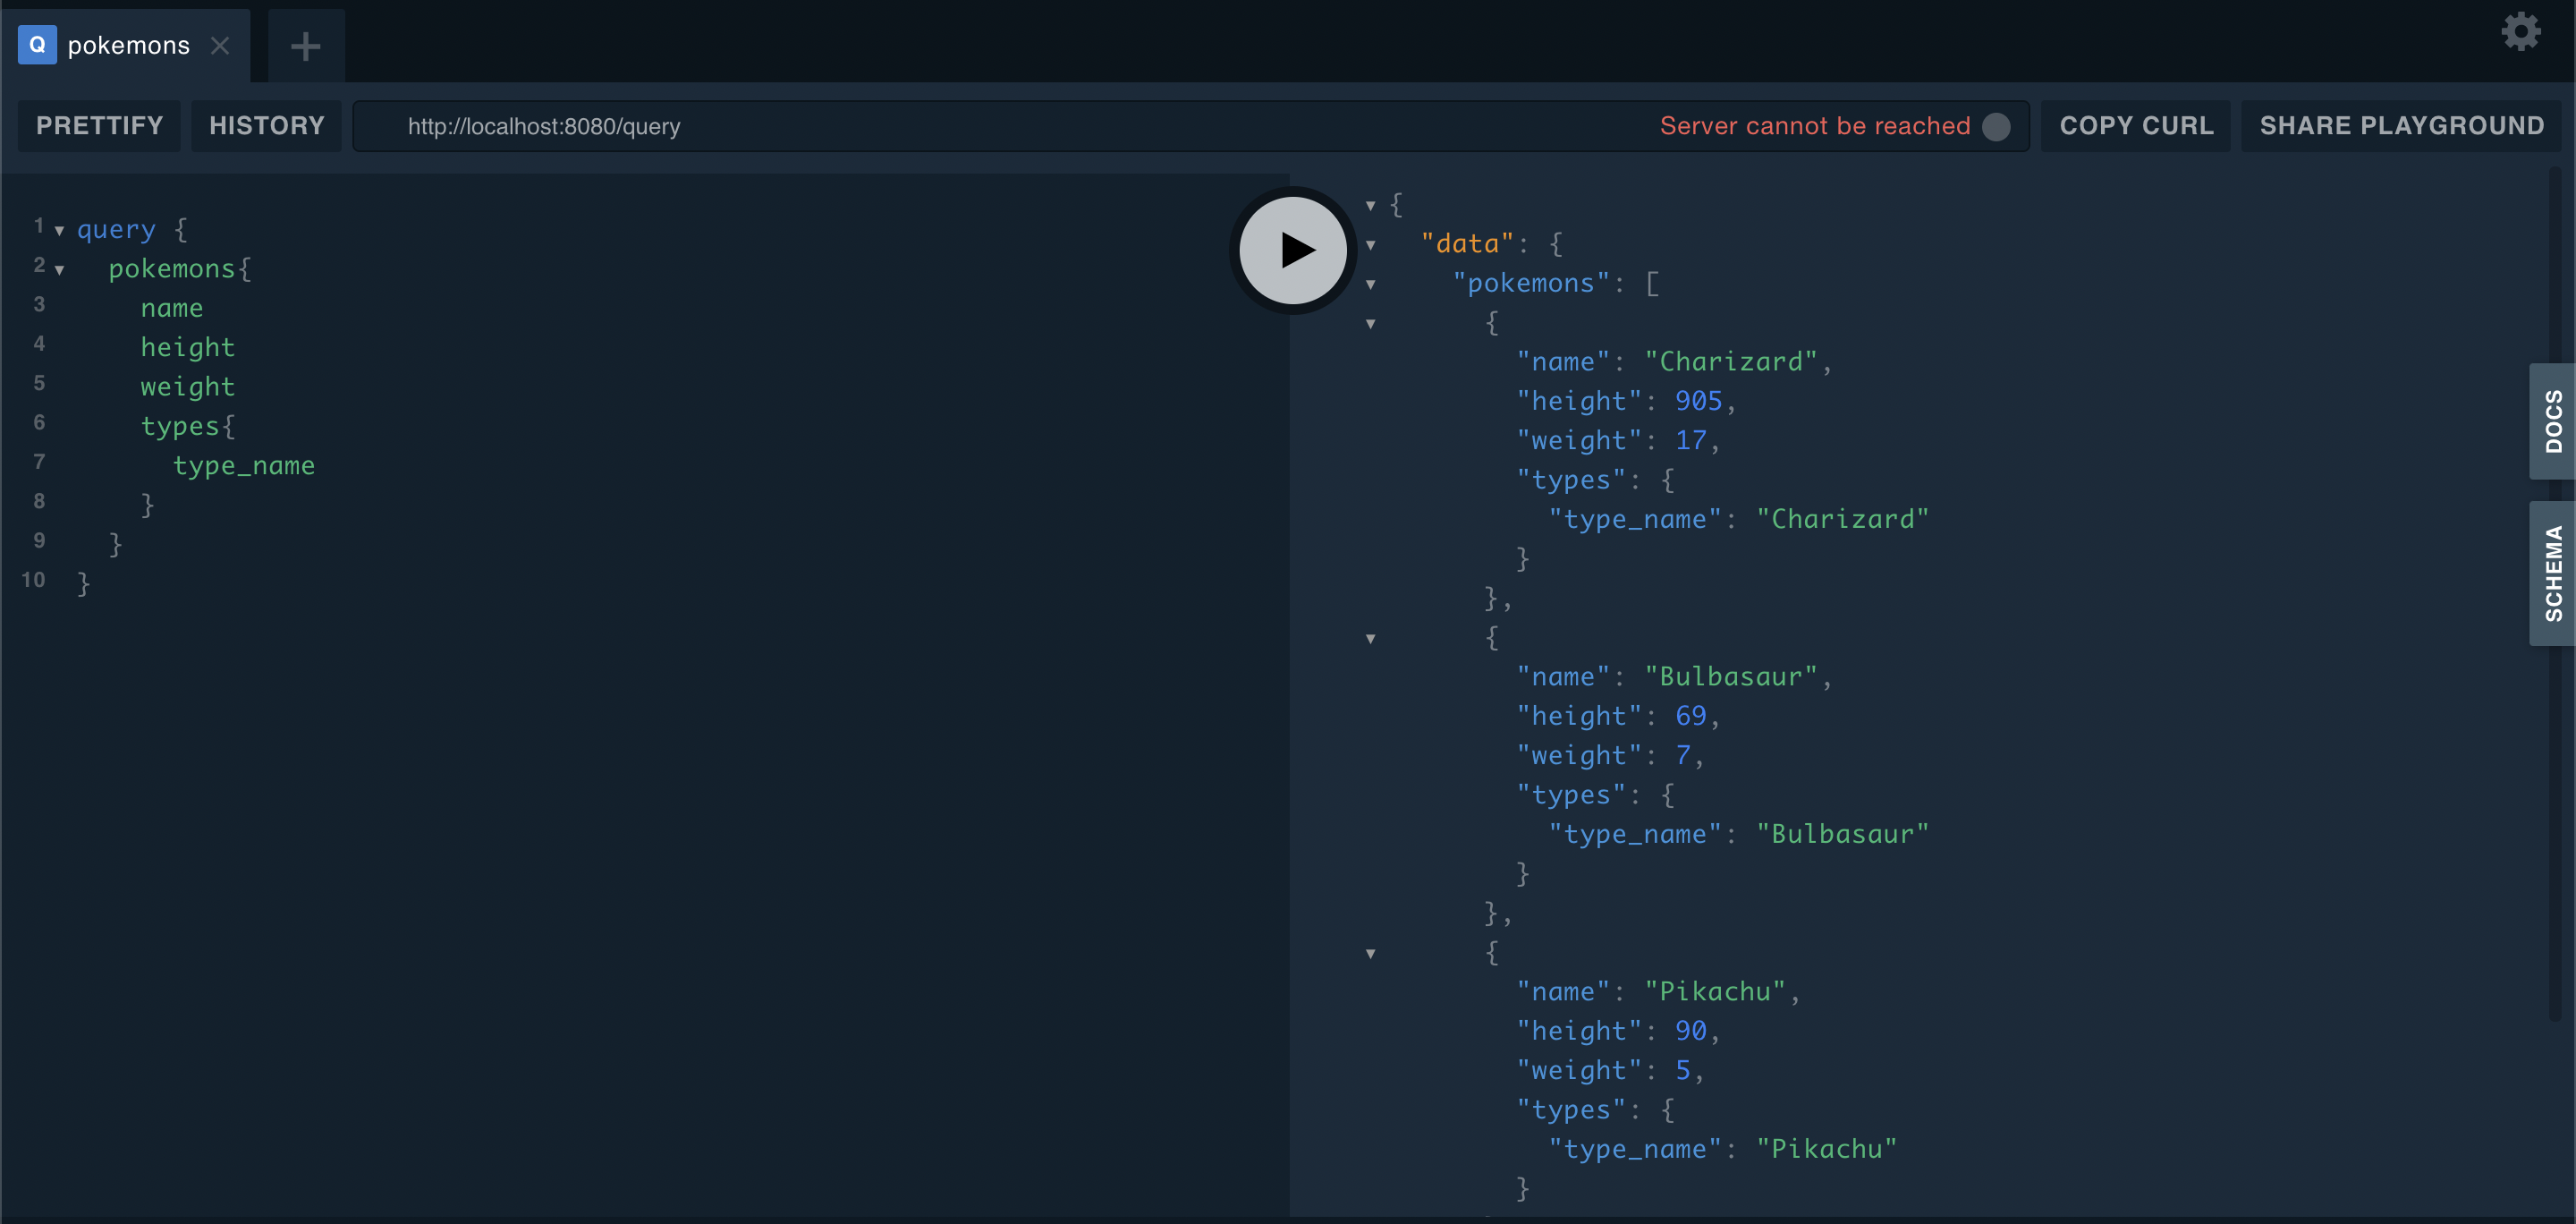 Q pokemons
PRETTIFY HISTORY http://localhost:8080/query Server cannot be reached COPY CURL SHARE PLAYGROUND
1 query {
2 pokemons{
3 name
4 height
5 weight
6 types{
7 type_name
8 }
9 }
10 }
{
"data": {
"pokemons": [
{
"name": "Charizard",
"height": 905,
"weight": 17,
"types": {
"type_name": "Charizard"
}
},
{
"name": "Bulbasaur",
"height": 69,
"weight": 7,
"types": {
"type_name": "Bulbasaur"
}
},
{
"name": "Pikachu",
"height": 90,
"weight": 5,
"types": {
"type_name": "Pikachu"
}
DOCS
SCHEMA